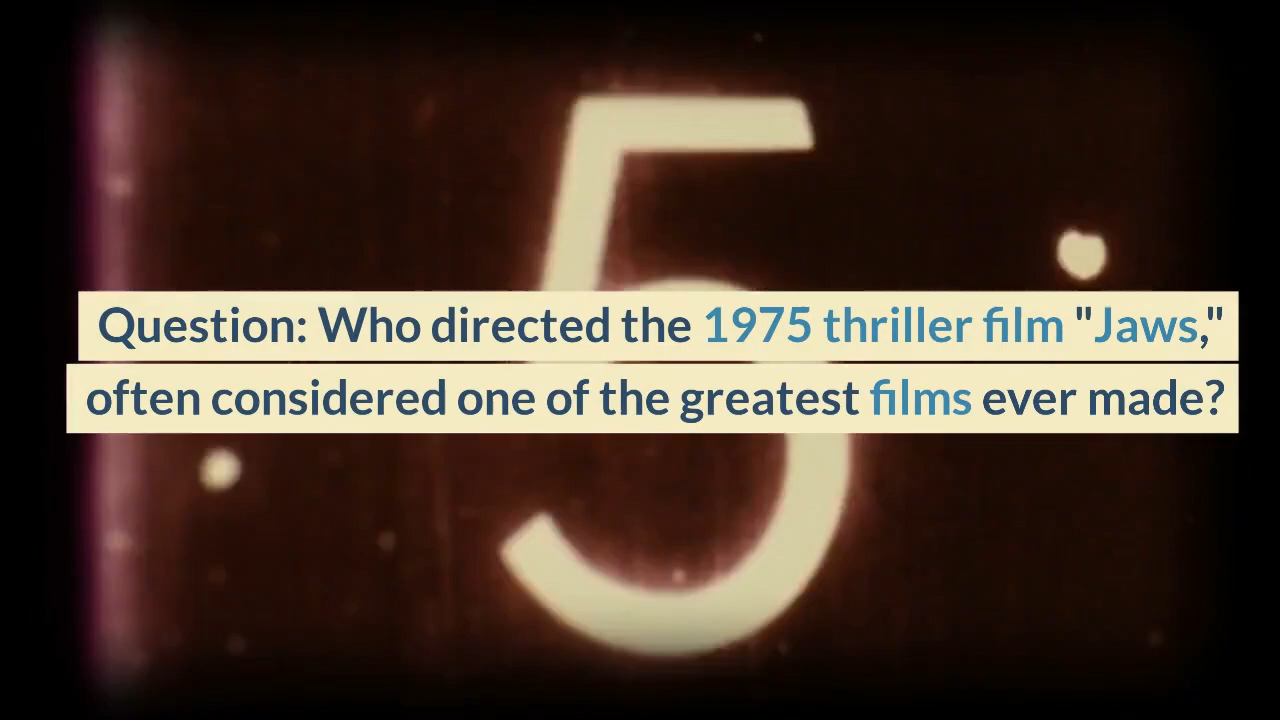 5
Question: Who directed the 1975 thriller film "Jaws,"
often considered one of the greatest films ever made?